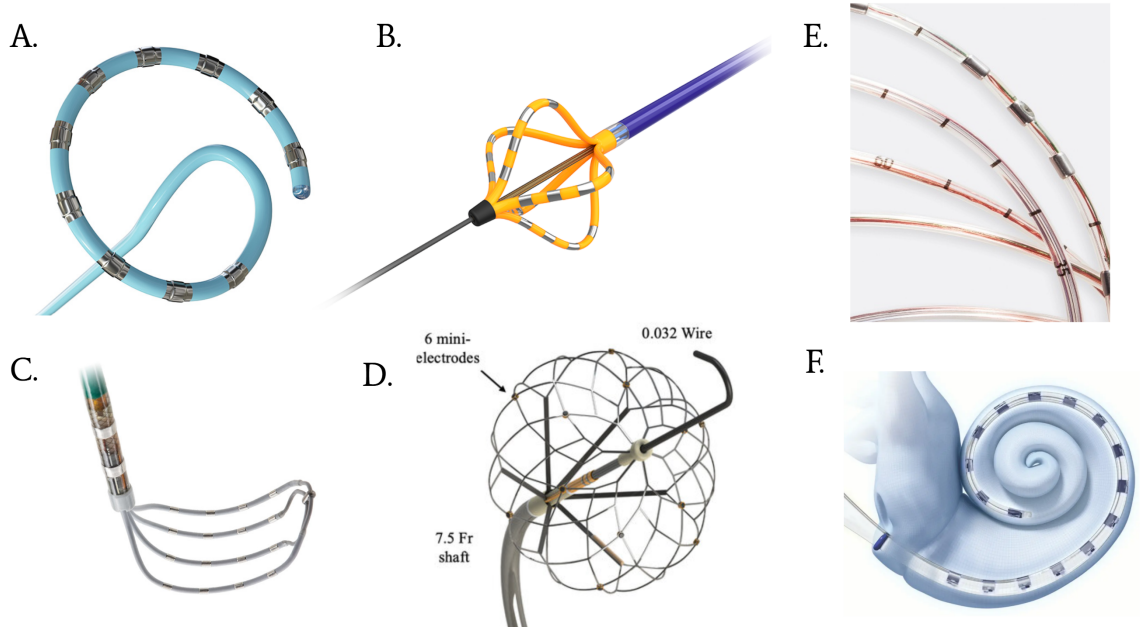 A.
B.
E.
C.
D.
F.
6 mini-
electrodes
0.032 Wire
7.5 Fr
shaft